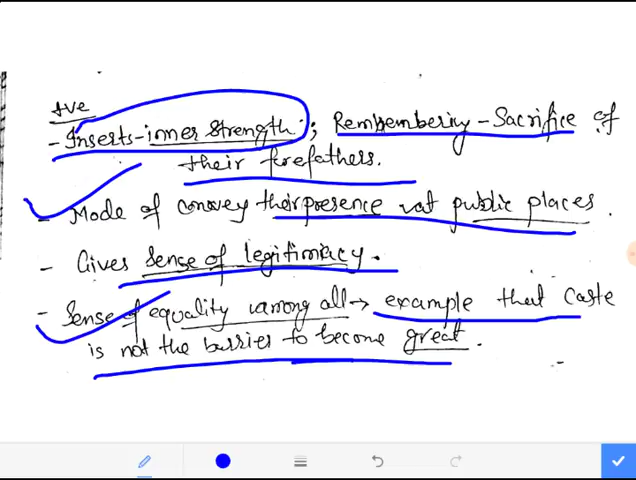 +ve
- Inserts-inner strength. ; Remembering - Sacrifice of
their forefathers.
- Mode of convey their presence at public places.
- Gives sense of legitimacy.
- Sense of equality among all → example that caste
is not the barrier to become great.